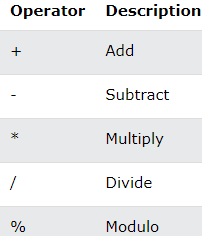 Operator Description
+ Add
- Subtract
* Multiply
/ Divide
% Modulo